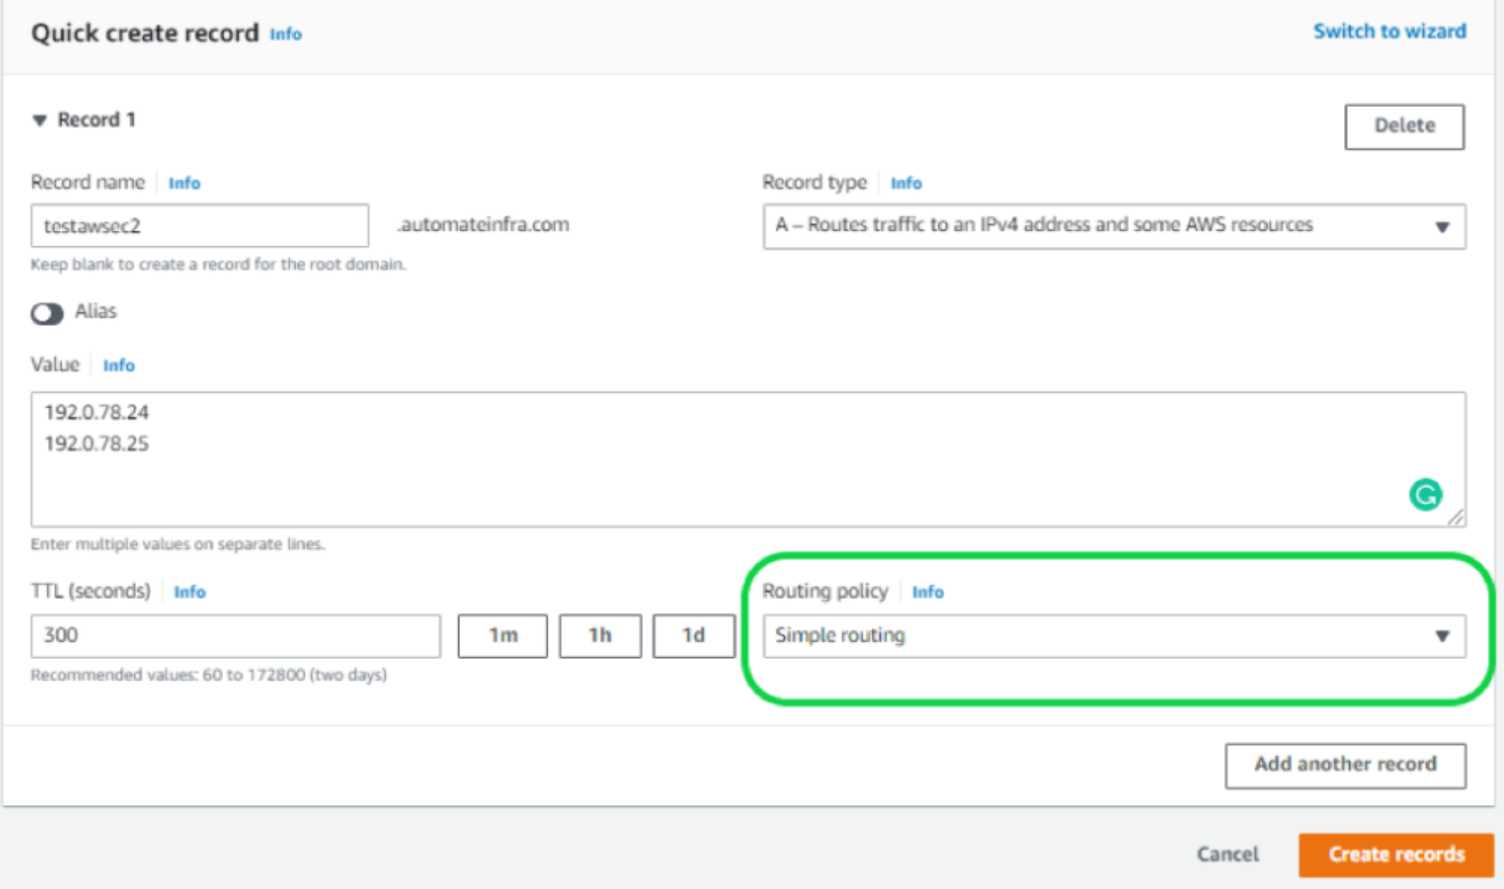 Quick create record Info
Switch to wizard
▼ Record 1
Delete
Record name Info
testawsec2 .automateinfra.com
Keep blank to create a record for the root domain.
Record type Info
A – Routes traffic to an IPv4 address and some AWS resources
Alias
Value Info
192.0.78.24
192.0.78.25
Enter multiple values on separate lines.
TTL (seconds) Info
300 1m 1h 1d
Recommended values: 60 to 172800 (two days)
Routing policy Info
Simple routing
Add another record
Cancel Create records